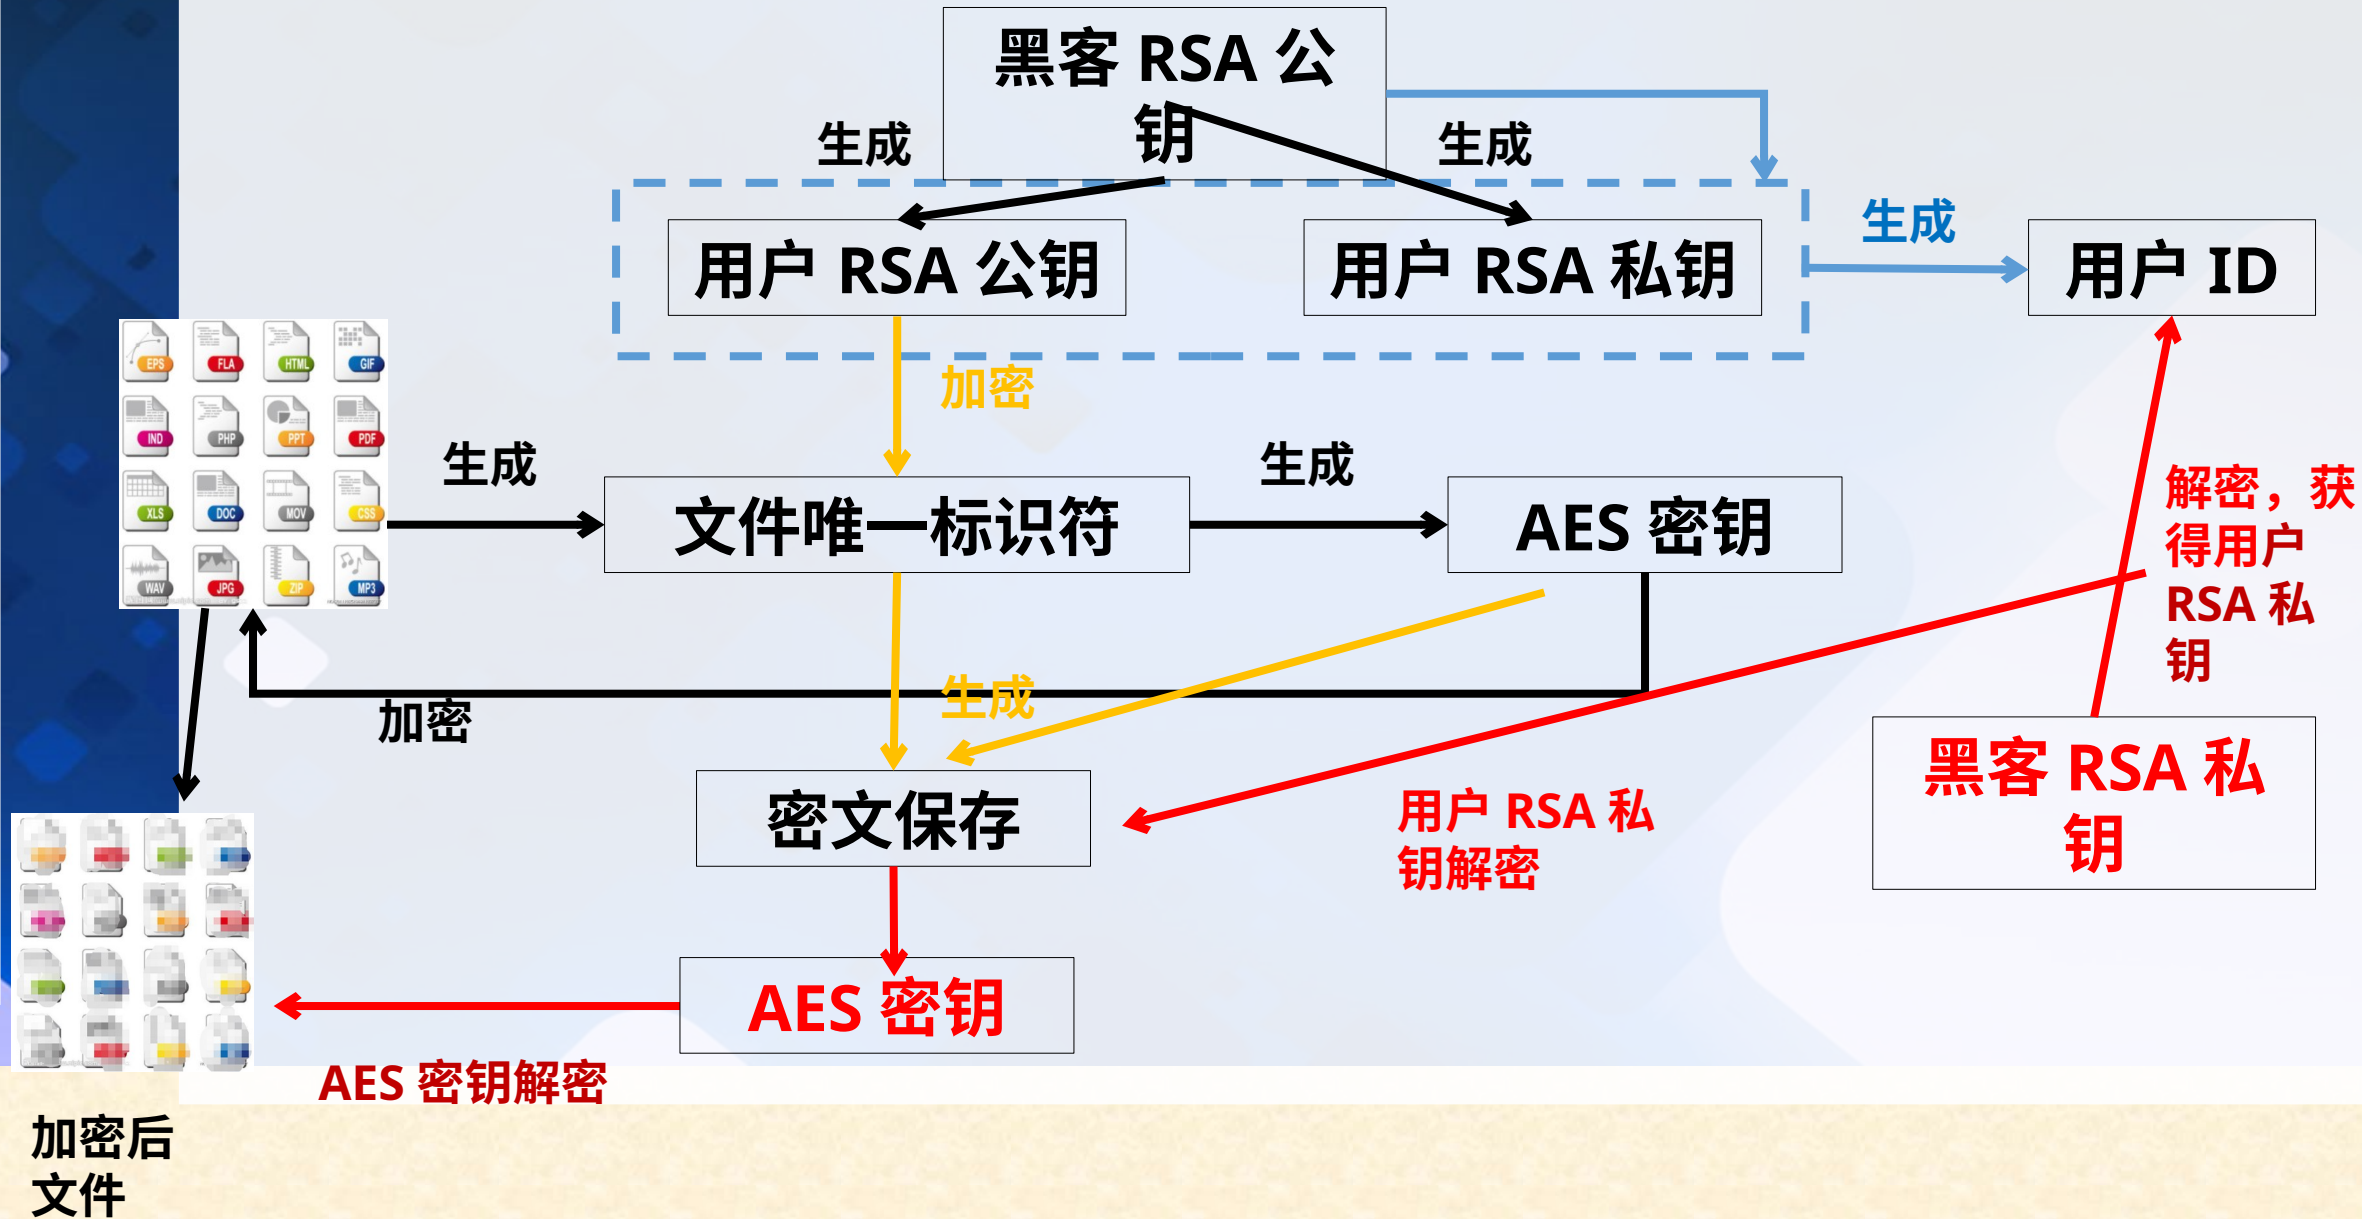 黑客 RSA 公
钥
生成
生成
用户 RSA 公钥
用户 RSA 私钥
生成
用户 ID
EPS
FLA
HTML
GIF
IND
PHP
PPT
PDF
XLS
DOC
MOV
CSS
WAV
JPG
ZIP
MP3
加密
生成
文件唯一标识符
生成
AES 密钥
解密，获
得用户
RSA 私
钥
加密
生成
密文保存
用户 RSA 私
钥解密
黑客 RSA 私
钥
AES 密钥
AES 密钥解密
加密后
文件